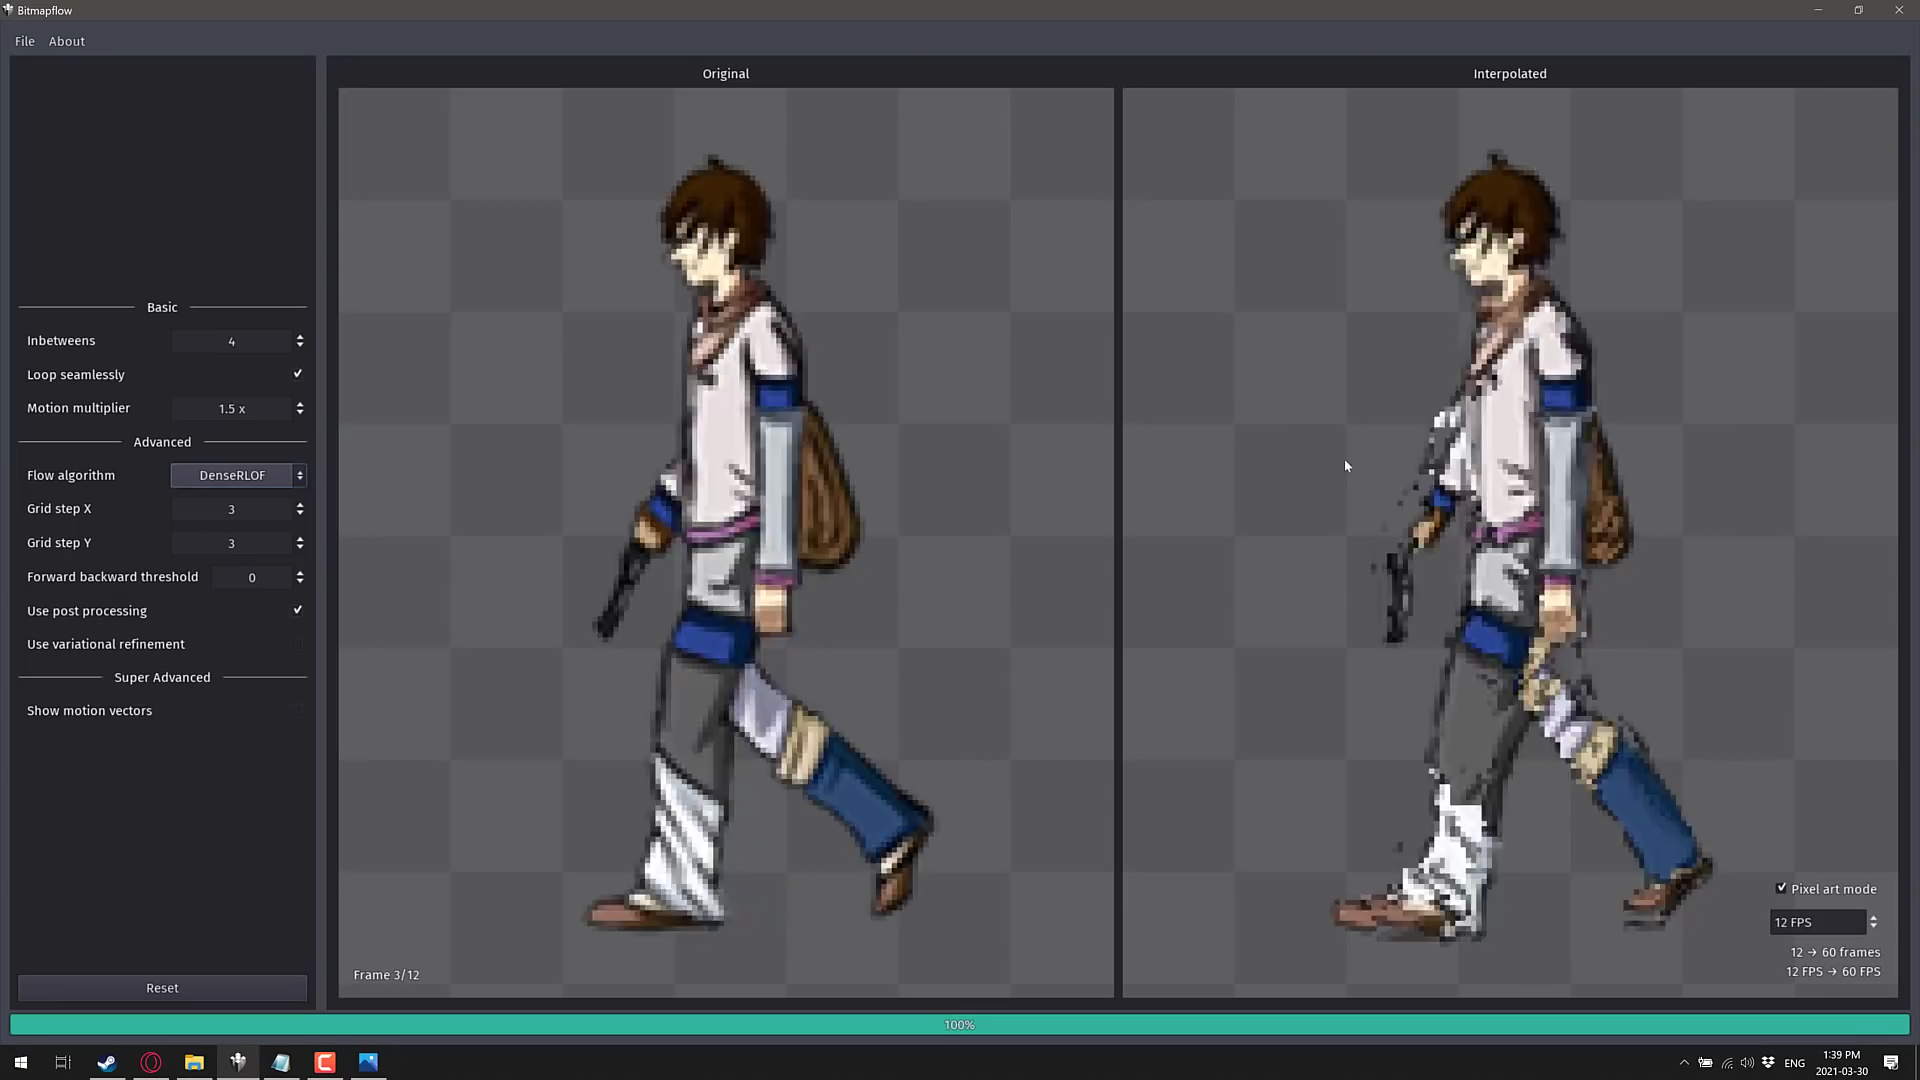 Bitmapflow
File About
Original
Interpolated
Basic
Inbetweens 4
Loop seamlessly
Motion multiplier 1.5 x
Advanced
Flow algorithm DenseRLOF
Grid step X 3
Grid step Y 3
Forward backward threshold 0
Use post processing
Use variational refinement
Super Advanced
Show motion vectors
Reset
Frame 3/12
Pixel art mode
12 FPS
12 → 60 frames
12 FPS → 60 FPS
100%
ENG
1:39 PM
2021-03-30